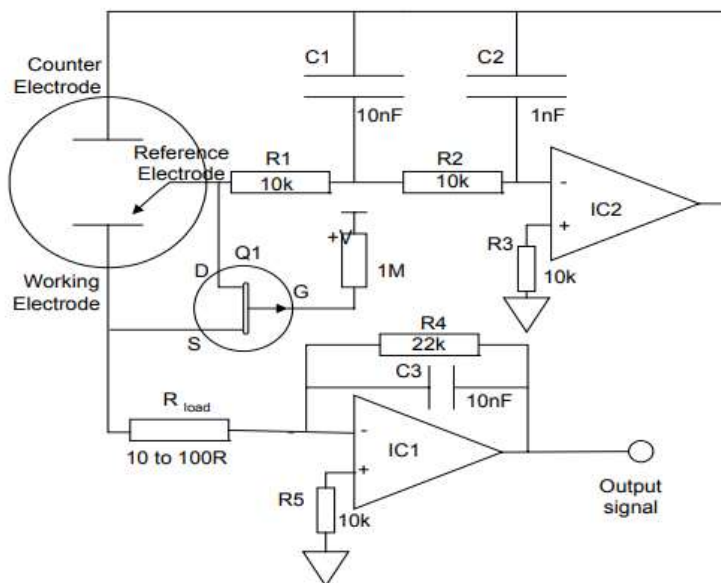 C1
C2
Counter
Electrode
10nF
1nF
Reference
Electrode
R1
R2
10k
10k
-
IC2
+
+V
R3
Q1
D
1M
10k
G
Working
Electrode
S
R4
22k
C3
R load
10nF
-
IC1
10 to 100R
+
R5
Output
signal
10k